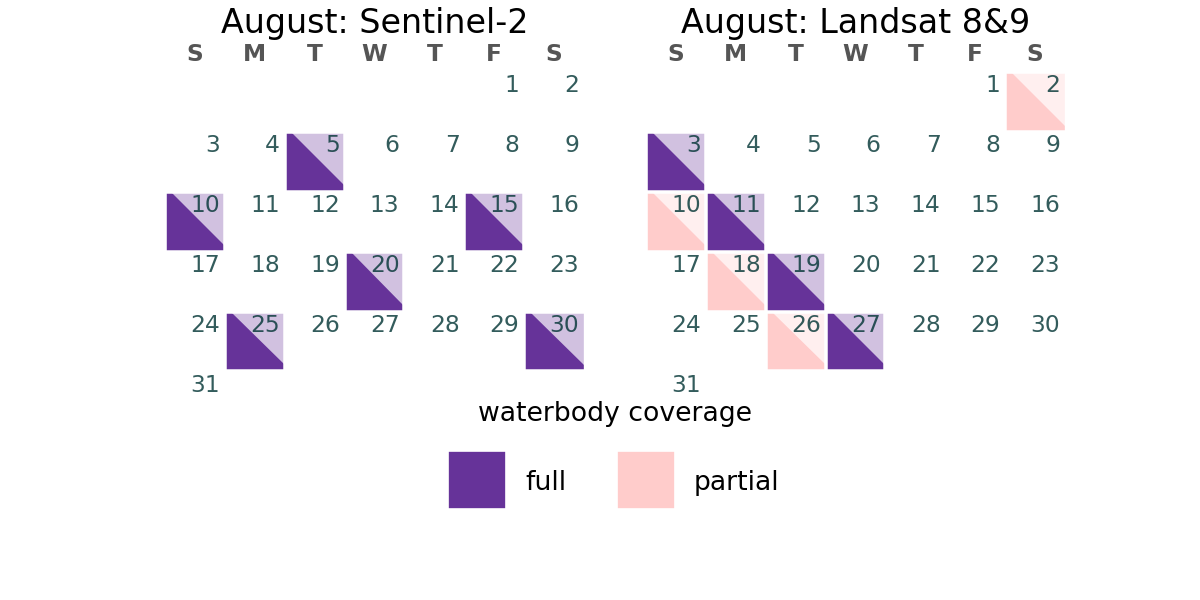 August: Sentinel-2
S M T W T F S
1 2
3 4 5 6 7 8 9
10 11 12 13 14 15 16
17 18 19 20 21 22 23
24 25 26 27 28 29 30
31
August: Landsat 8&9
S M T W T F S
1 2
3 4 5 6 7 8 9
10 11 12 13 14 15 16
17 18 19 20 21 22 23
24 25 26 27 28 29 30
31
waterbody coverage
full
partial